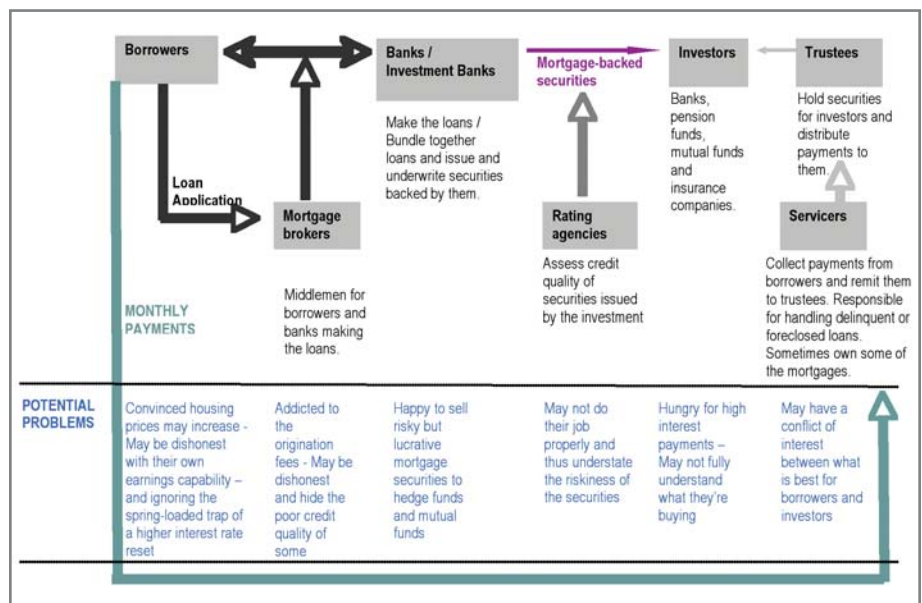 Borrowers
Banks /
Investment Banks
Mortgage-backed
securities
Investors
Trustees
Make the loans /
Bundle together
loans and issue and
underwrite securities
backed by them.
Banks,
pension
funds,
mutual funds
and
insurance
companies.
Hold securities
for investors and
distribute
payments to
them.
Loan
Application
Mortgage
brokers
Rating
agencies
Servicers
Middlemen for
borrowers and
banks making
the loans.
Assess credit
quality of
securities issued
by the investment
Collect payments from
borrowers and remit them
to trustees. Responsible
for handling delinquent or
foreclosed loans.
Sometimes own some of
the mortgages.
MONTHLY
PAYMENTS
POTENTIAL
PROBLEMS
Convinced housing
prices may increase -
May be dishonest
with their own
earnings capability –
and ignoring the
spring-loaded trap of
a higher interest rate
reset
Addicted to
the
origination
fees - May be
dishonest
and hide the
poor credit
quality of
some
Happy to sell
risky but
lucrative
mortgage
securities to
hedge funds
and mutual
funds
May not do
their job
properly and
thus understate
the riskiness of
the securities
Hungry for high
interest
payments –
May not fully
understand
what they're
buying
May have a
conflict of
interest
between what
is best for
borrowers and
investors